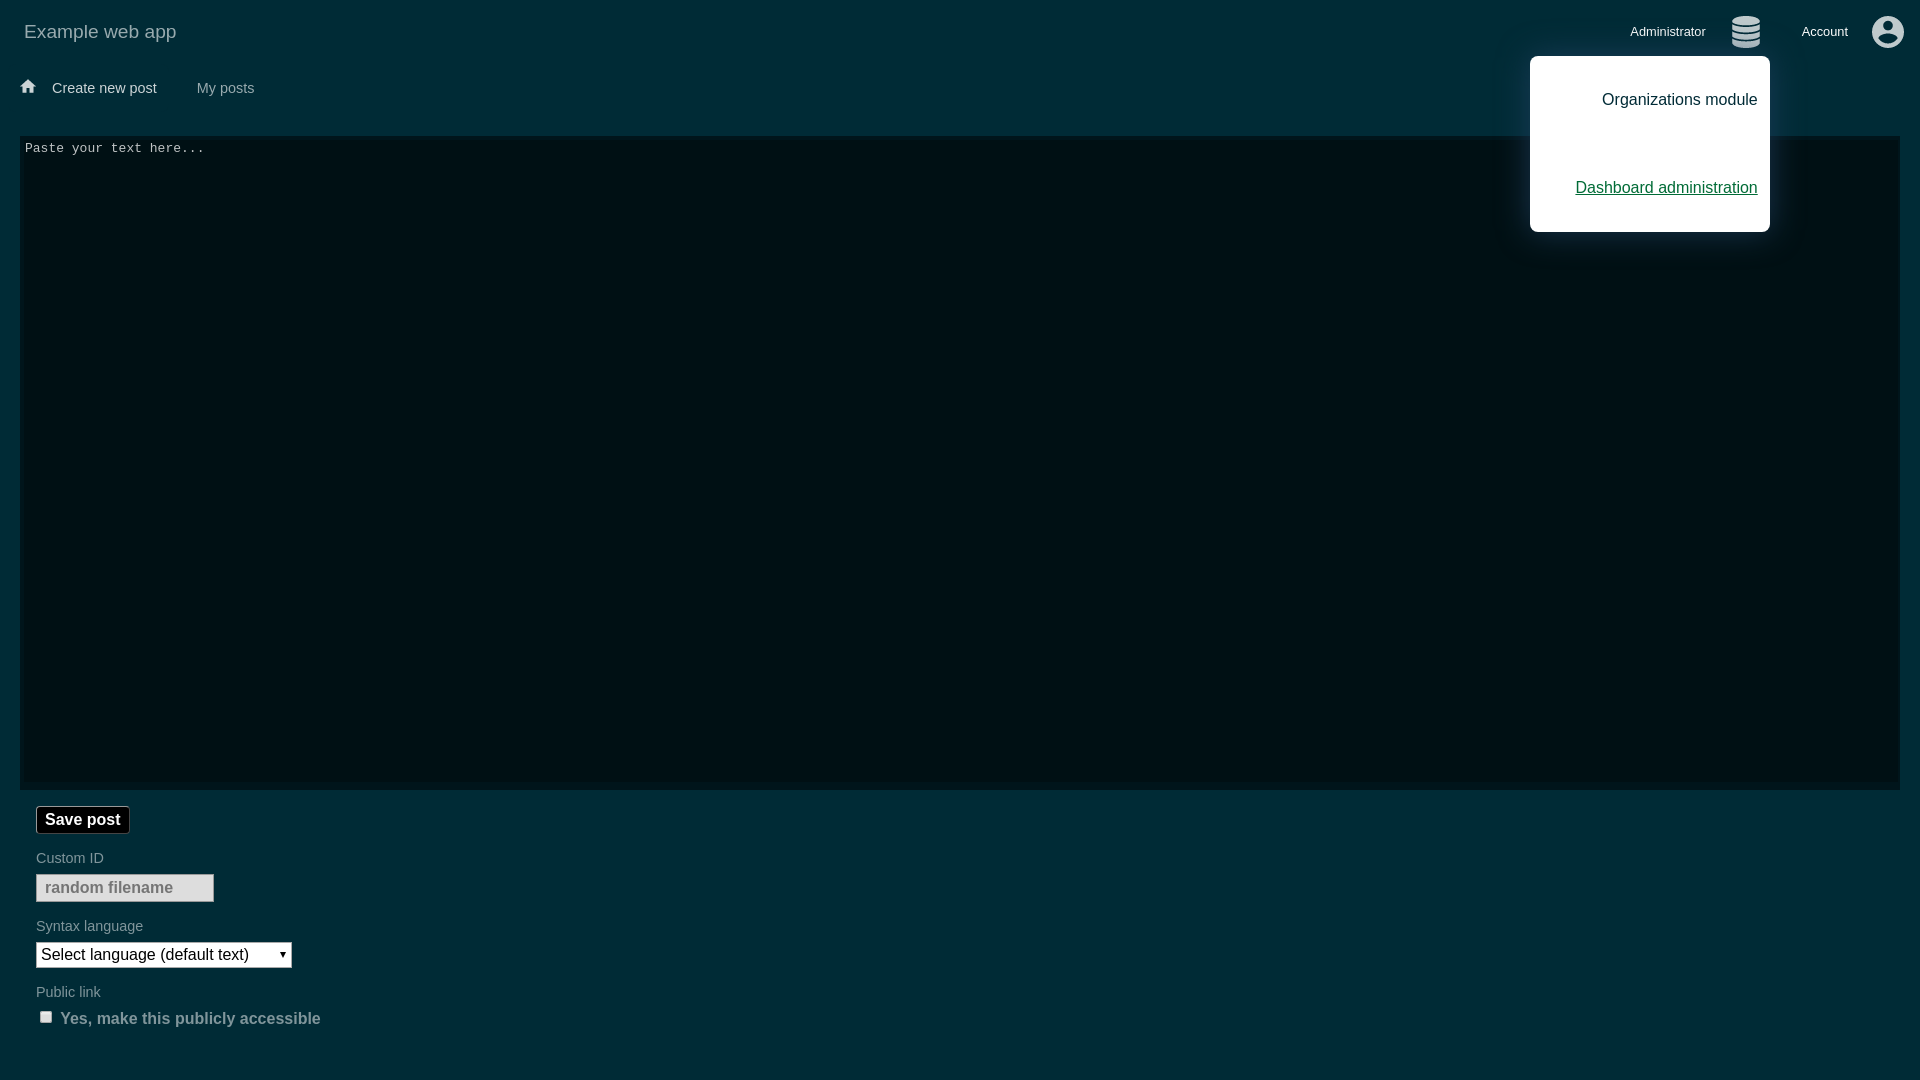 Example web app
Administrator
Account
Create new post
My posts
Organizations module
Dashboard administration
Paste your text here...
Save post
Custom ID
random filename
Syntax language
Select language (default text)
Public link
Yes, make this publicly accessible